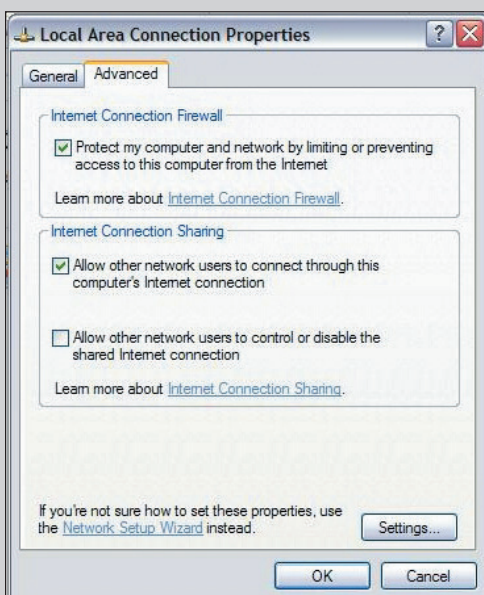 Local Area Connection Properties
General
Advanced
Internet Connection Firewall
Protect my computer and network by limiting or preventing
access to this computer from the Internet
Learn more about Internet Connection Firewall.
Internet Connection Sharing
Allow other network users to connect through this
computer's Internet connection
Allow other network users to control or disable the
shared Internet connection
Learn more about Internet Connection Sharing.
If you're not sure how to set these properties, use
the Network Setup Wizard instead.
Settings...
OK
Cancel